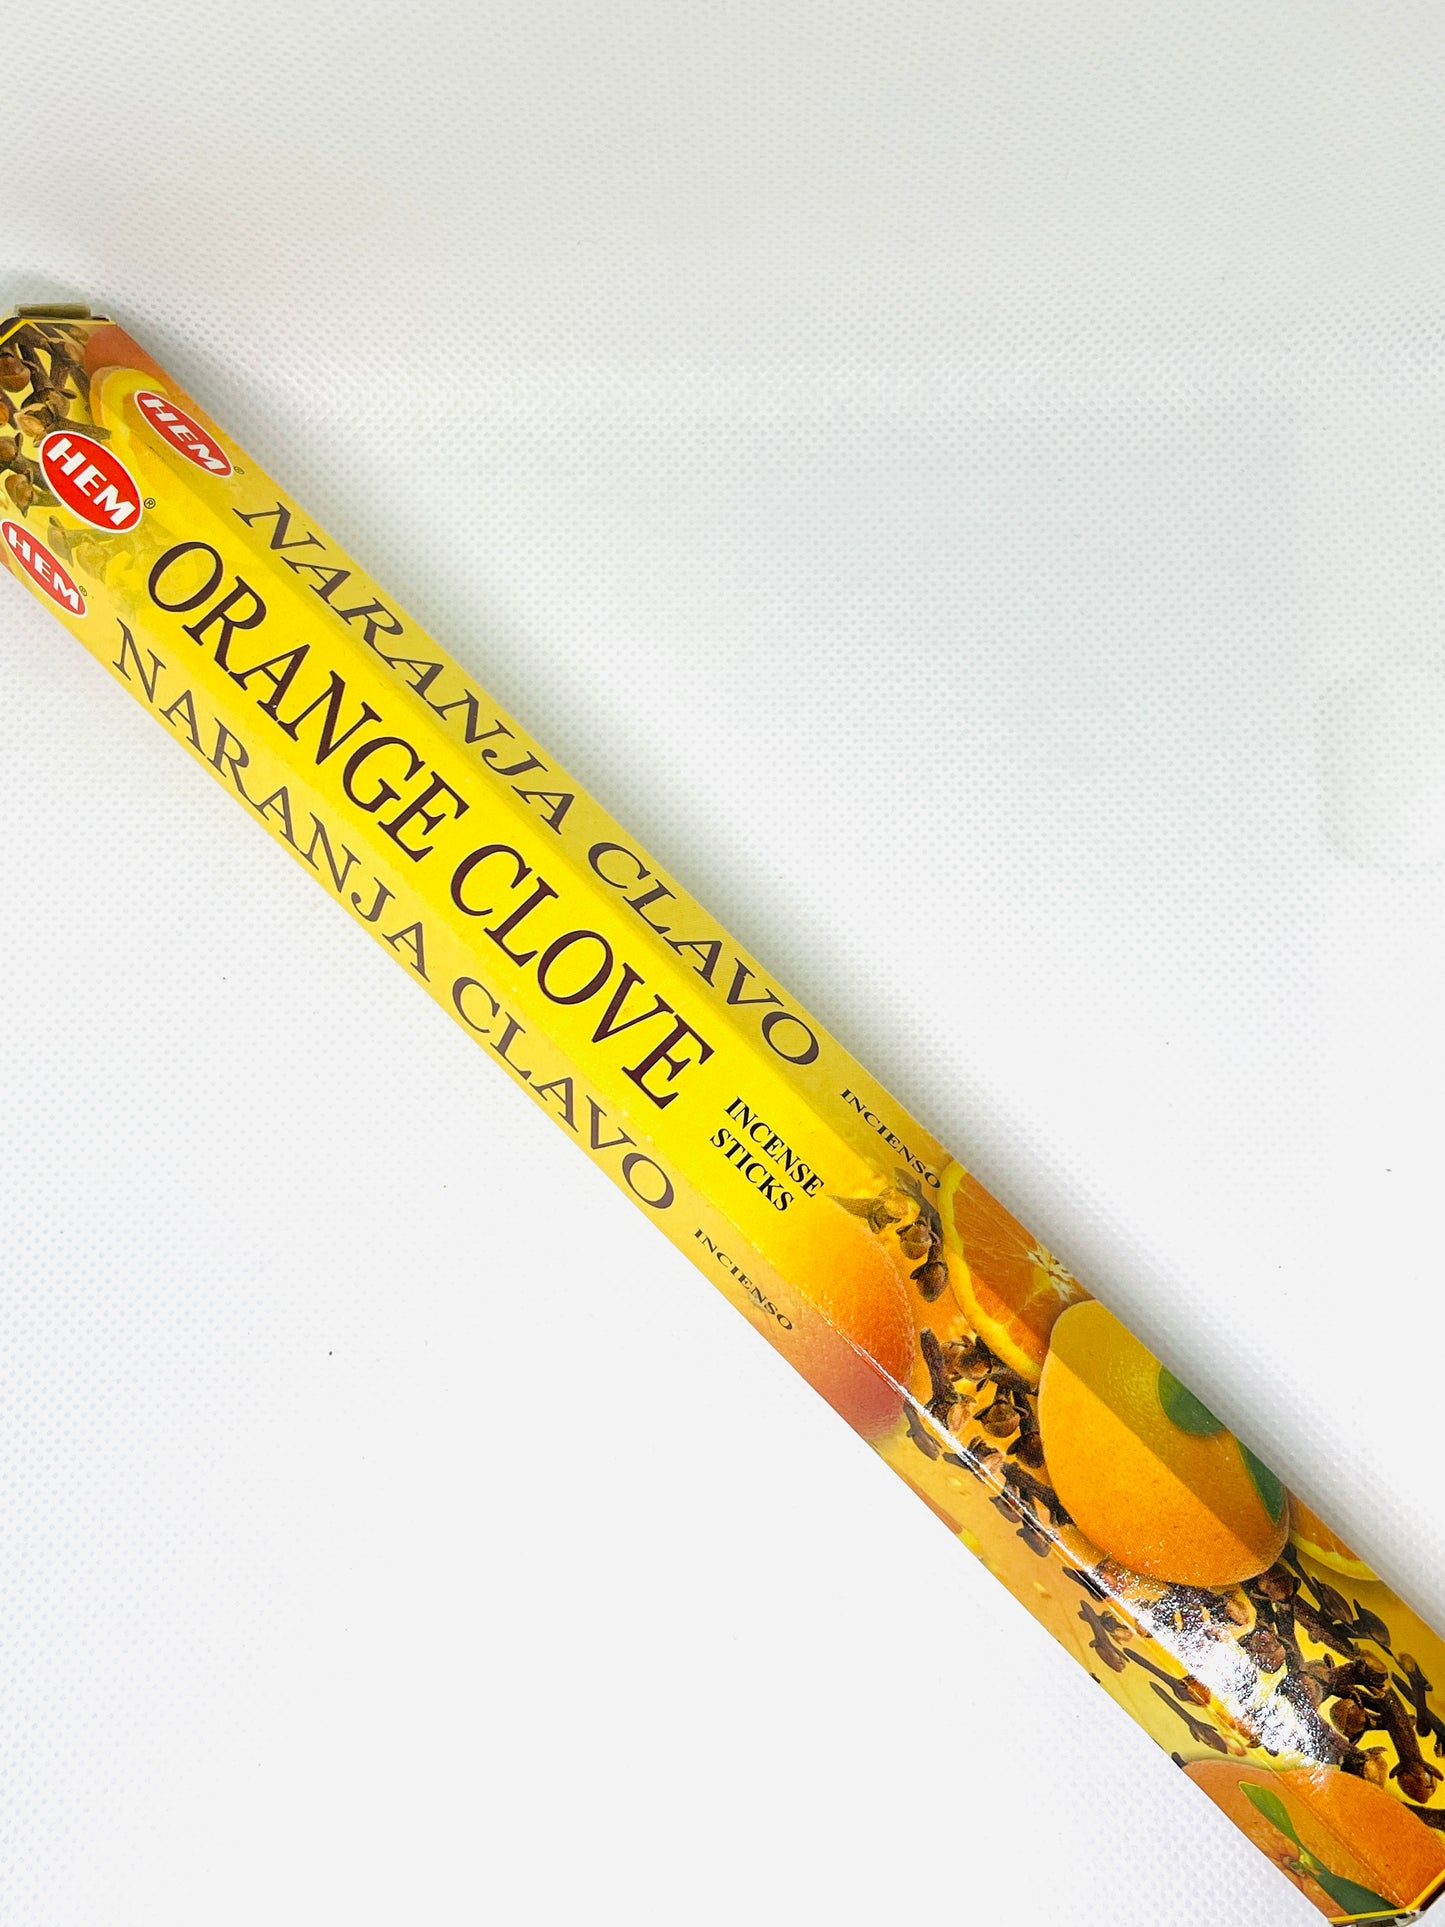 HEM®
NARANJA CLAVO
INCIENSO
HEM®
ORANGE CLOVE
INCENSE
STICKS
HEM®
NARANJA CLAVO
INCIENSO